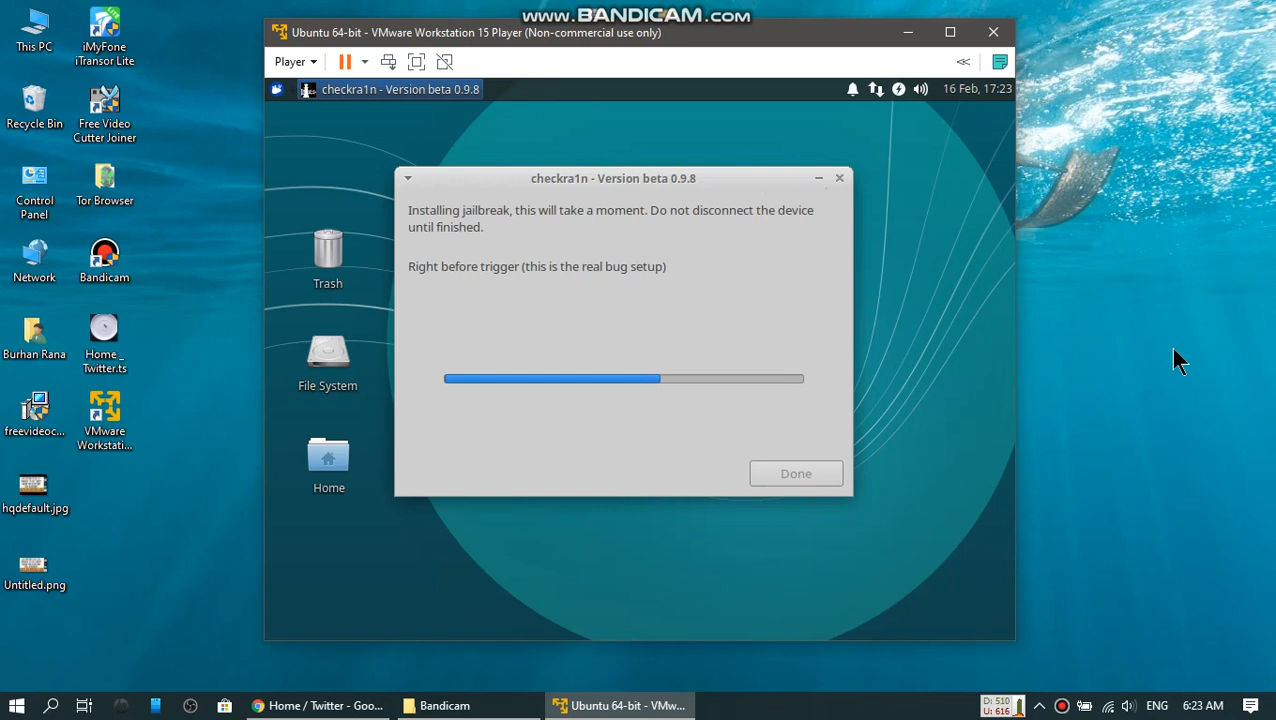 www.BANDICAM.com
This PC
iMyFone
iTransor Lite
Recycle Bin
Free Video
Cutter Joiner
Control
Panel
Tor Browser
Network
Bandicam
Burhan Rana
Home _
Twitter.ts
freevideoc...
VMware
Workstati...
hqdefault.jpg
Untitled.png
Ubuntu 64-bit - VMware Workstation 15 Player (Non-commercial use only)
Player
checkra1n - Version beta 0.9.8
16 Feb, 17:23
Trash
File System
Home
checkra1n - Version beta 0.9.8
Installing jailbreak, this will take a moment. Do not disconnect the device
until finished.
Right before trigger (this is the real bug setup)
Done
Home / Twitter - Goo...
Bandicam
Ubuntu 64-bit - VMw...
D: 510
U: 616
ENG
6:23 AM